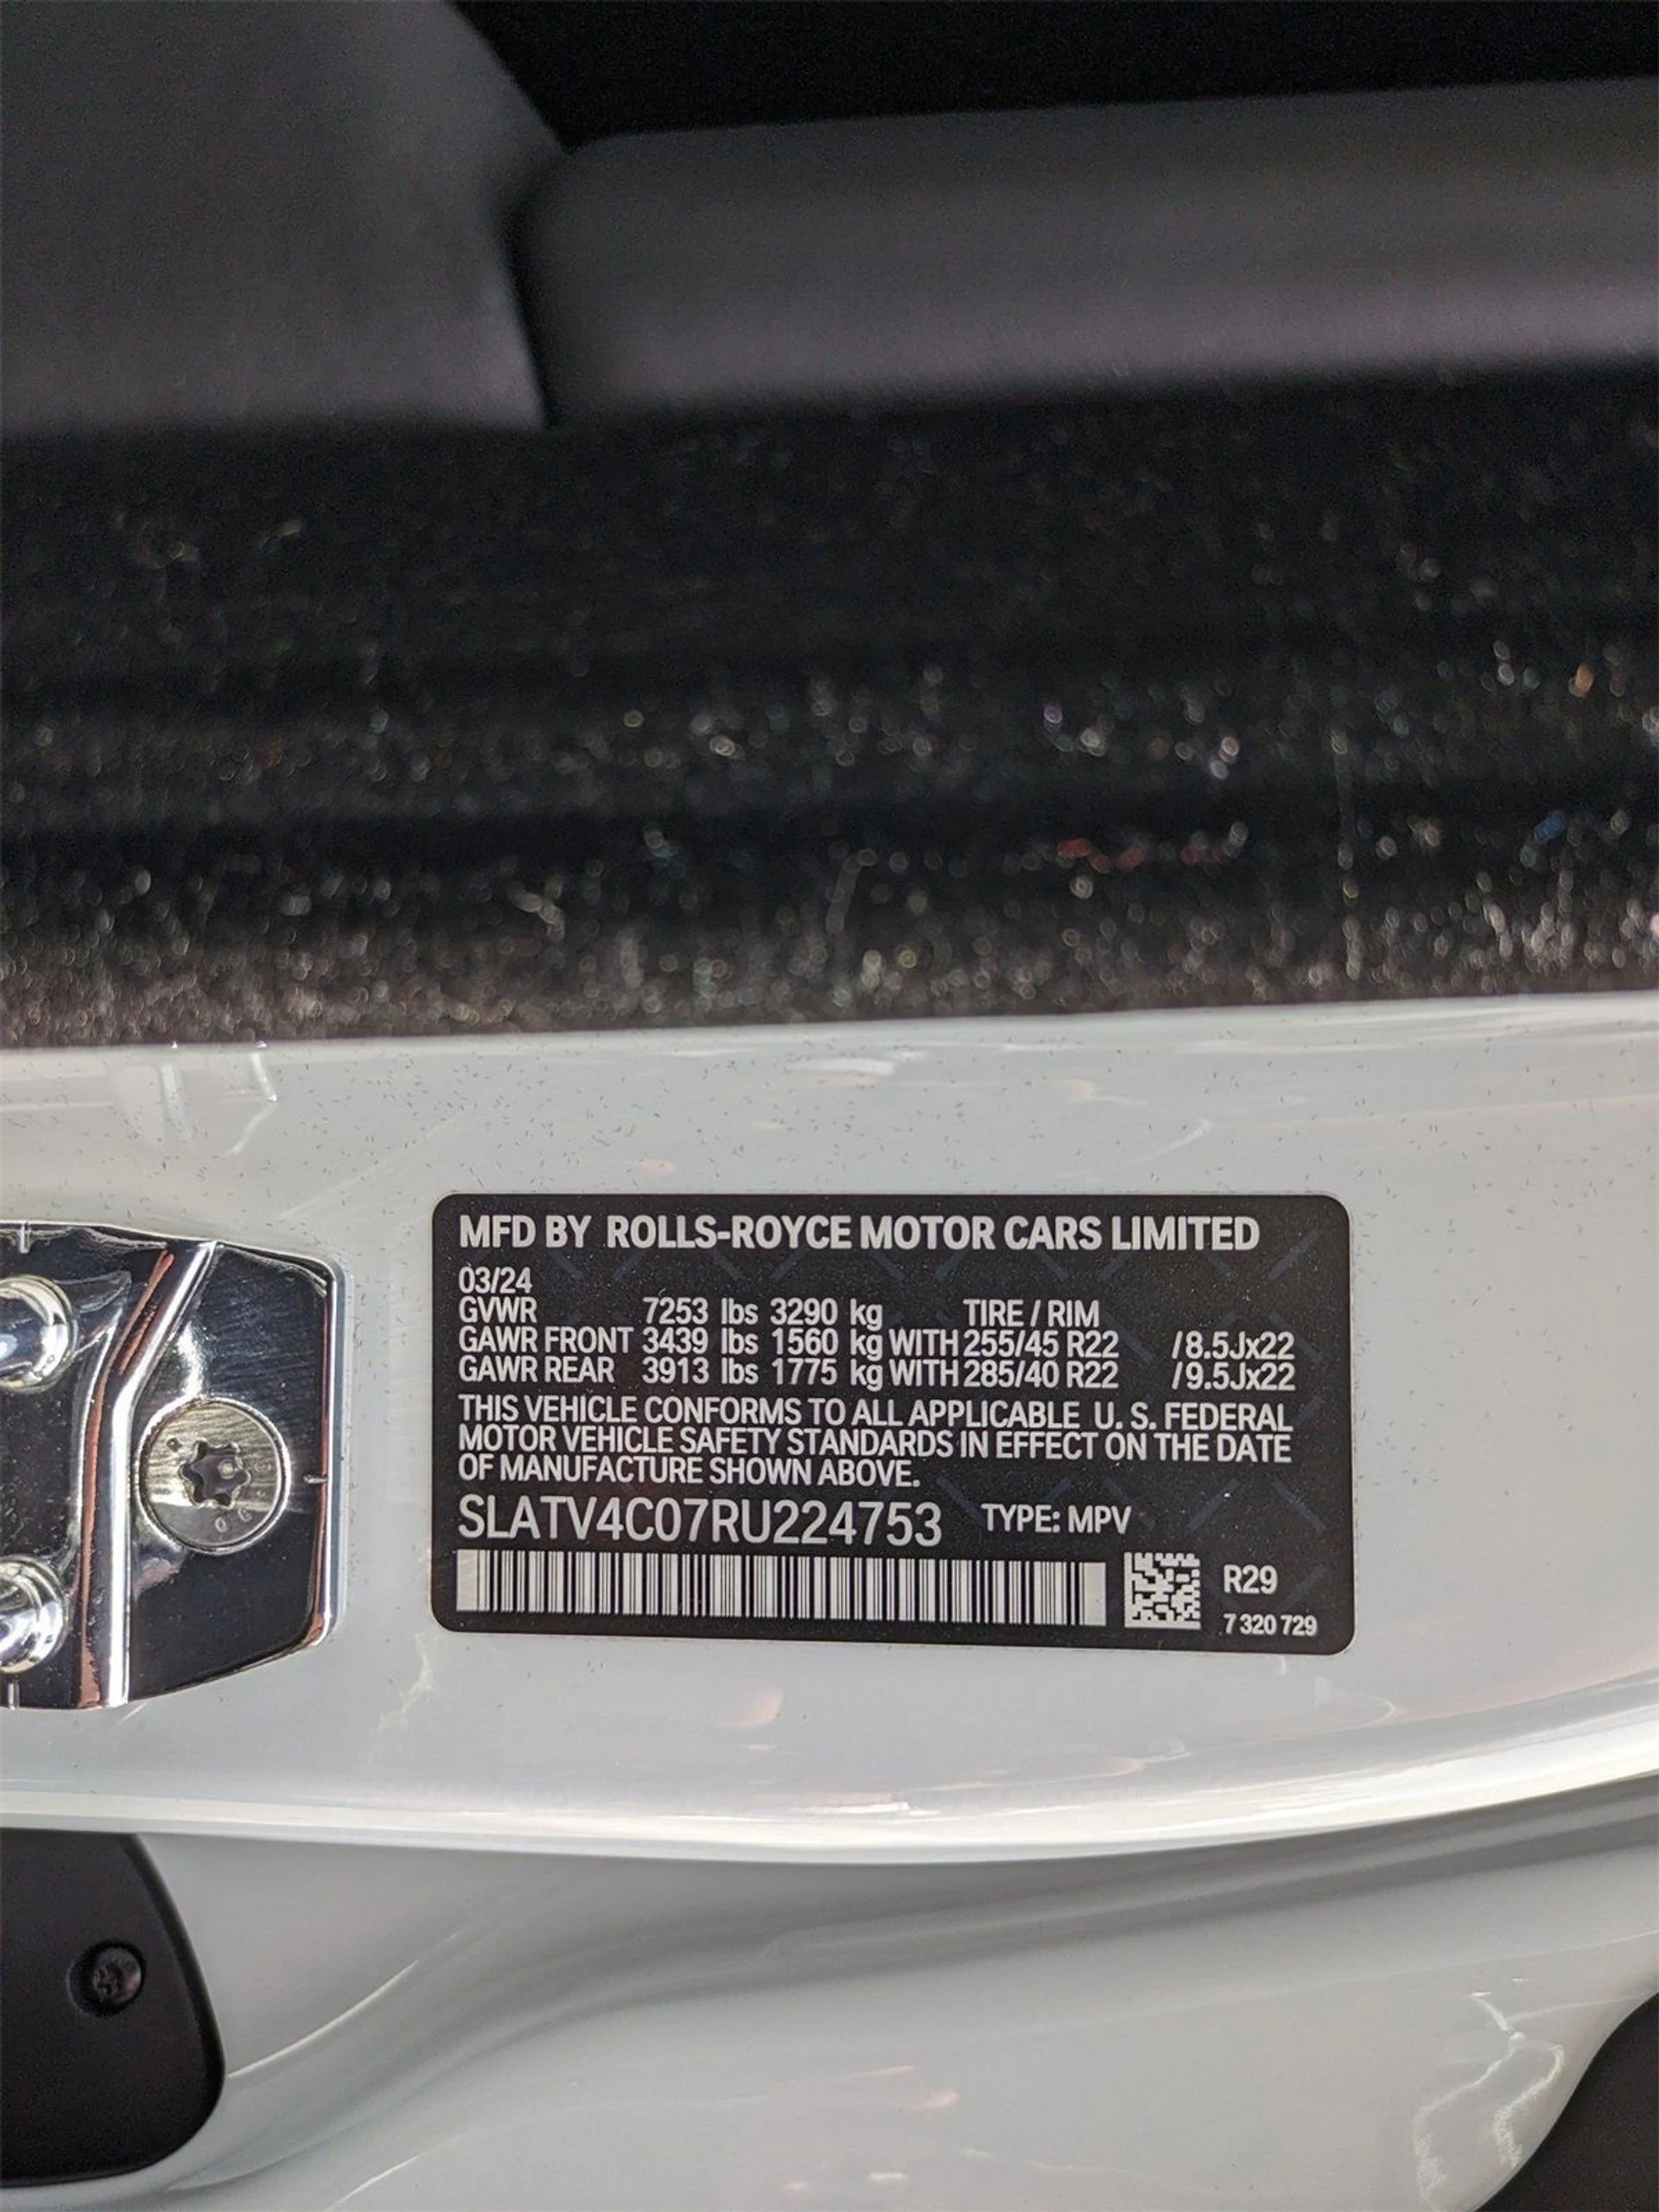 MFD BY ROLLS-ROYCE MOTOR CARS LIMITED
03/24
GVWR 7253 lbs 3290 kg TIRE / RIM
GAWR FRONT 3439 lbs 1560 kg WITH 255/45 R22 /8.5Jx22
GAWR REAR 3913 lbs 1775 kg WITH 285/40 R22 /9.5Jx22
THIS VEHICLE CONFORMS TO ALL APPLICABLE U. S. FEDERAL
MOTOR VEHICLE SAFETY STANDARDS IN EFFECT ON THE DATE
OF MANUFACTURE SHOWN ABOVE.
SLATV4C07RU224753 TYPE: MPV
R29
7 320 729